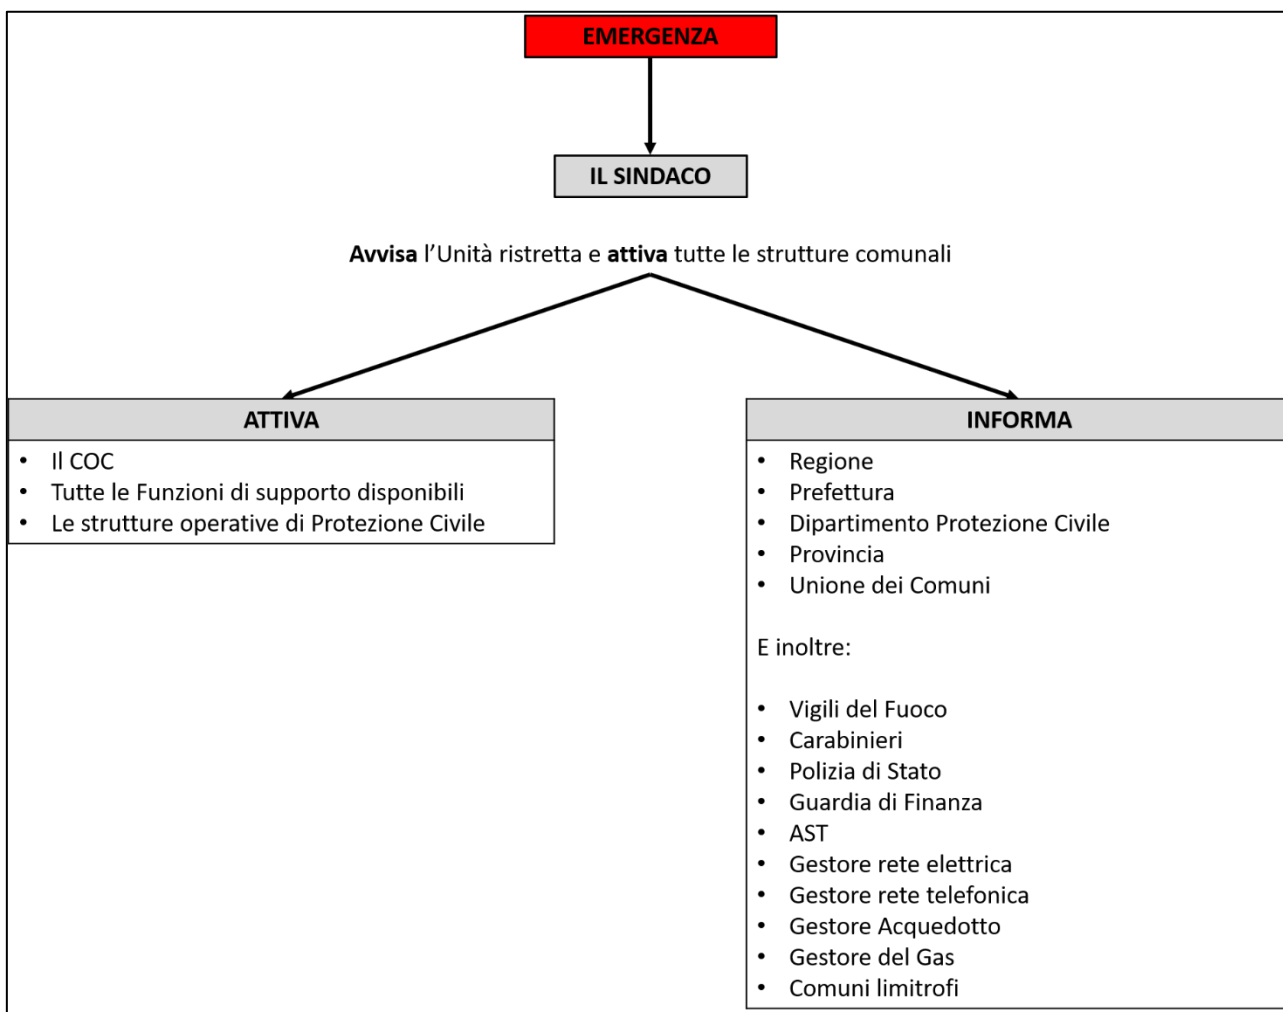 EMERGENZA
IL SINDACO
Avvisa l'Unità ristretta e attiva tutte le strutture comunali
ATTIVA
• Il COC
• Tutte le Funzioni di supporto disponibili
• Le strutture operative di Protezione Civile
INFORMA
• Regione
• Prefettura
• Dipartimento Protezione Civile
• Provincia
• Unione dei Comuni
E inoltre:
• Vigili del Fuoco
• Carabinieri
• Polizia di Stato
• Guardia di Finanza
• AST
• Gestore rete elettrica
• Gestore rete telefonica
• Gestore Acquedotto
• Gestore del Gas
• Comuni limitrofi